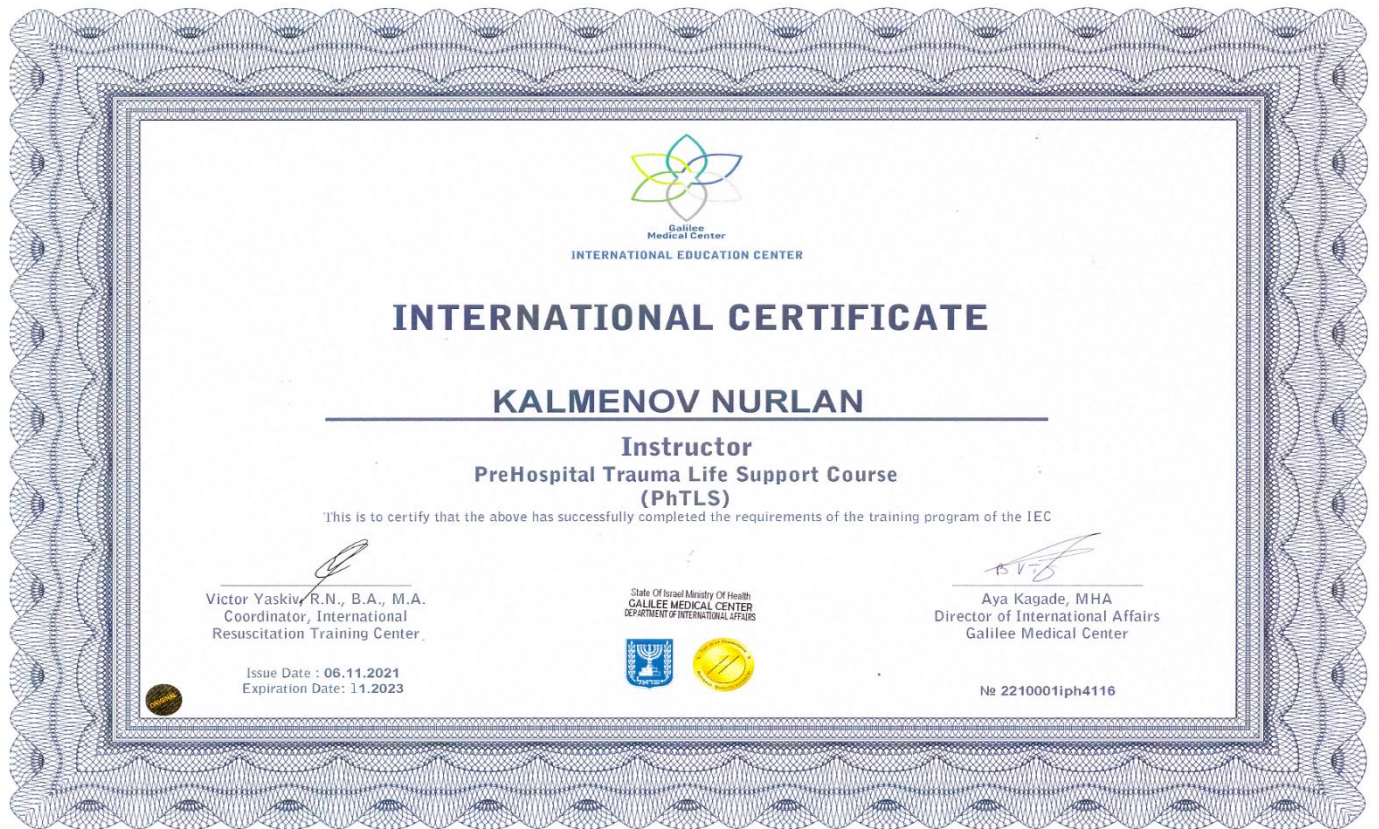 Galilee
Medical Center
INTERNATIONAL EDUCATION CENTER
INTERNATIONAL CERTIFICATE
KALMENOV NURLAN
Instructor
PreHospital Trauma Life Support Course
(PhTLS)
This is to certify that the above has successfully completed the requirements of the training program of the IEC
Victor Yaskiv, R.N., B.A., M.A.
Coordinator, International
Resuscitation Training Center
Issue Date : 06.11.2021
Expiration Date: 11.2023
ORIGINAL
State Of Israel Ministry Of Health
GALILEE MEDICAL CENTER
DEPARTMENT OF INTERNATIONAL AFFAIRS
ישראל
Aya Kagade, MHA
Director of International Affairs
Galilee Medical Center
№ 2210001iph4116